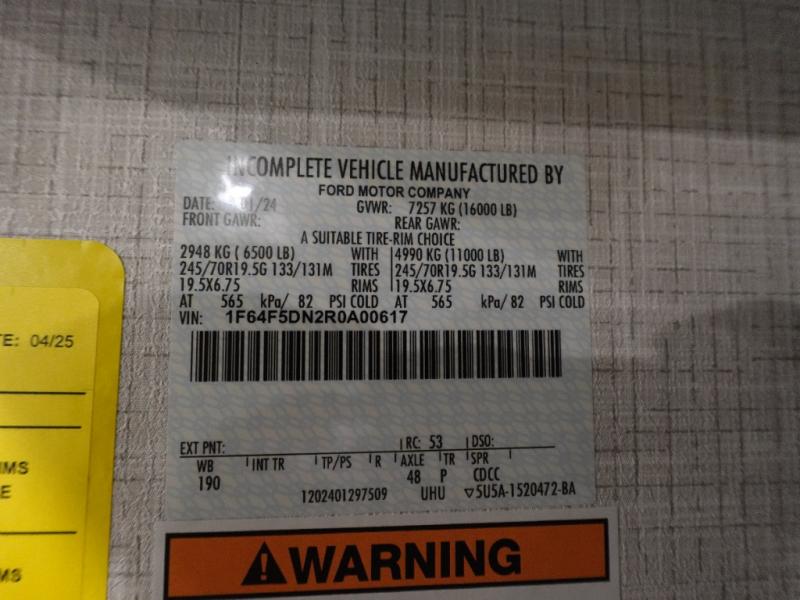 INCOMPLETE VEHICLE MANUFACTURED BY
FORD MOTOR COMPANY
DATE: 01/24 GVWR: 7257 KG (16000 LB)
FRONT GAWR: REAR GAWR:
A SUITABLE TIRE-RIM CHOICE
2948 KG ( 6500 LB) WITH 4990 KG (11000 LB) WITH
245/70R19.5G 133/131M TIRES 245/70R19.5G 133/131M TIRES
19.5X6.75 RIMS 19.5X6.75 RIMS
AT 565 kPa/ 82 PSI COLD AT 565 kPa/ 82 PSI COLD
VIN: 1F64F5DN2R0A00617
EXT PNT: RC: 53 DSO:
WB INT TR TP/PS R AXLE TR SPR
190 48 P CDCC
1202401297509 UHU ▽5U5A-1520472-BA
WARNING
TE: 04/25
IMS
E
MS